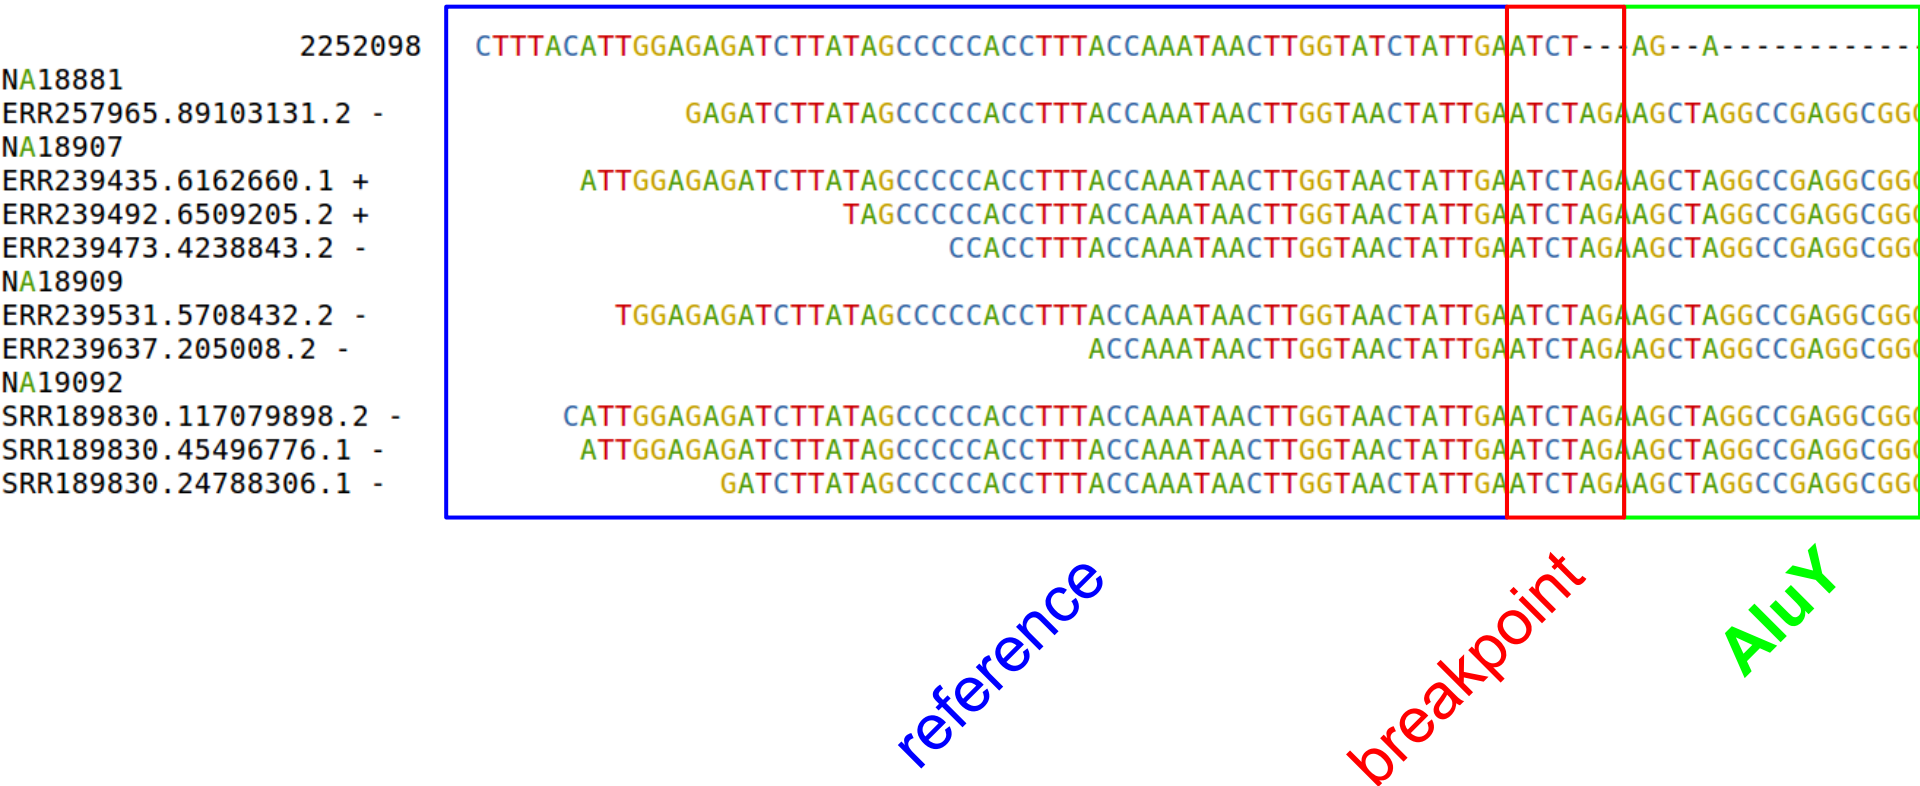 2252098 CTTTACATTGGAGAGATCTTATAGCCCCCACCTTTACCAAATAACTTGGTATCTATTGAATCT---AG--A-----------
NA18881
ERR257965.89103131.2 - GAGATCTTATAGCCCCCACCTTTACCAAATAACTTGGTAACTATTGAATCTAGAAGCTAGGCCGAGGCGG
NA18907
ERR239435.6162660.1 + ATTGGAGAGATCTTATAGCCCCCACCTTTACCAAATAACTTGGTAACTATTGAATCTAGAAGCTAGGCCGAGGCGG
ERR239492.6509205.2 + TAGCCCCCACCTTTACCAAATAACTTGGTAACTATTGAATCTAGAAGCTAGGCCGAGGCGG
ERR239473.4238843.2 - CCACCTTTACCAAATAACTTGGTAACTATTGAATCTAGAAGCTAGGCCGAGGCGG
NA18909
ERR239531.5708432.2 - TGGAGAGATCTTATAGCCCCCACCTTTACCAAATAACTTGGTAACTATTGAATCTAGAAGCTAGGCCGAGGCGG
ERR239637.205008.2 - ACCAAATAACTTGGTAACTATTGAATCTAGAAGCTAGGCCGAGGCGG
NA19092
SRR189830.117079898.2 - CATTGGAGAGATCTTATAGCCCCCACCTTTACCAAATAACTTGGTAACTATTGAATCTAGAAGCTAGGCCGAGGCGG
SRR189830.45496776.1 - ATTGGAGAGATCTTATAGCCCCCACCTTTACCAAATAACTTGGTAACTATTGAATCTAGAAGCTAGGCCGAGGCGG
SRR189830.24788306.1 - GATCTTATAGCCCCCACCTTTACCAAATAACTTGGTAACTATTGAATCTAGAAGCTAGGCCGAGGCGG
reference
breakpoint
AluY